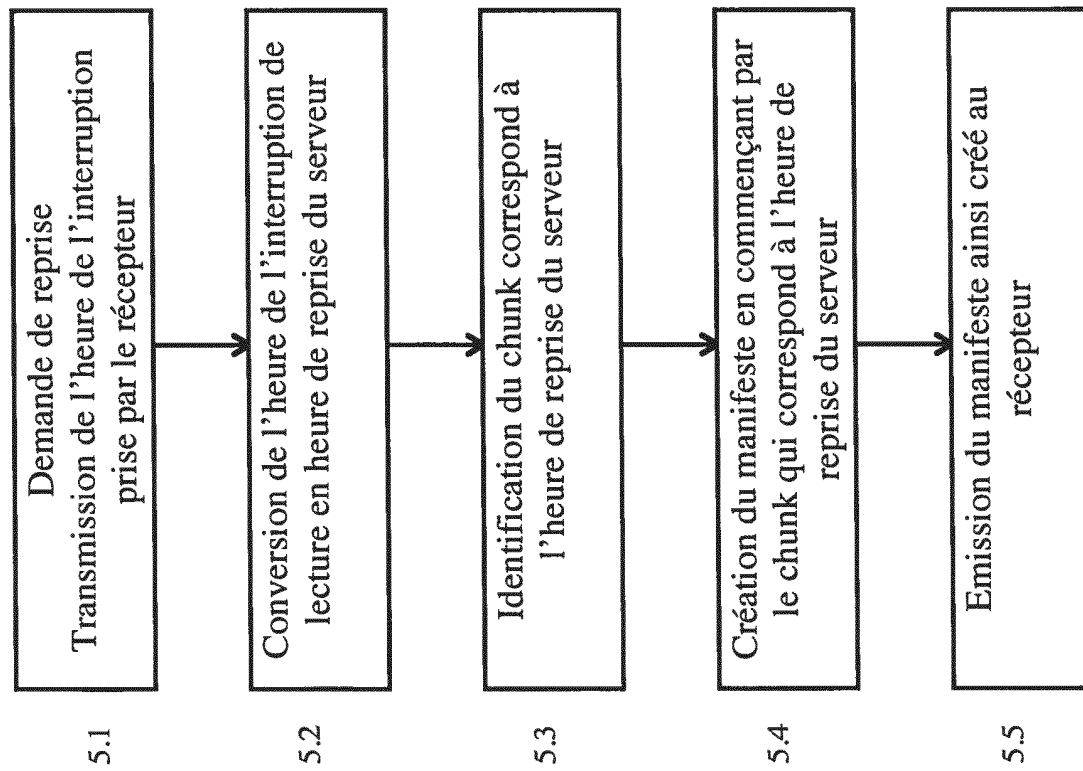 5.1
Demande de reprise
Transmission de l'heure de l'interruption
prise par le récepteur
5.2
Conversion de l'heure de l'interruption de
lecture en heure de reprise du serveur
5.3
Identification du chunk correspond à
l'heure de reprise du serveur
5.4
Création du manifeste en commençant par
le chunk qui correspond à l'heure de
reprise du serveur
5.5
Emission du manifeste ainsi créé au
récepteur